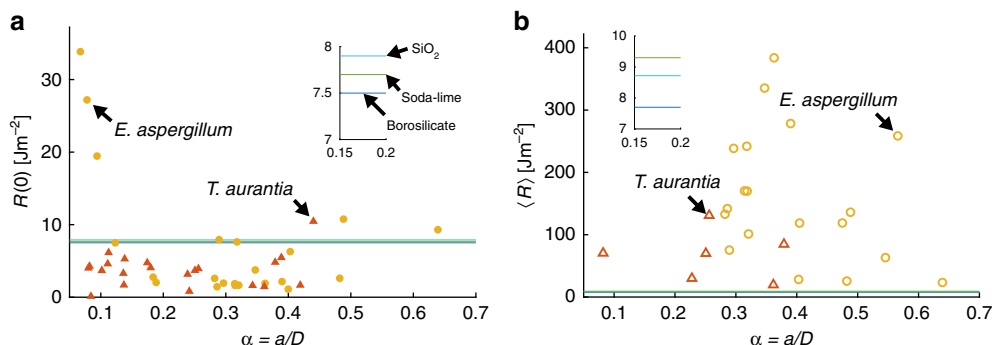 a
R(0) [Jm⁻²]
30
20
10
0
0.1 0.2 0.3 0.4 0.5 0.6 0.7
α = a/D
E. aspergillum
T. aurantia
8
7.5
7
0.15 0.2
SiO₂
Soda-lime
Borosilicate
b
⟨R⟩ [Jm⁻²]
400
300
200
100
0
0.1 0.2 0.3 0.4 0.5 0.6 0.7
α = a/D
10
9
8
7
0.15 0.2
E. aspergillum
T. aurantia